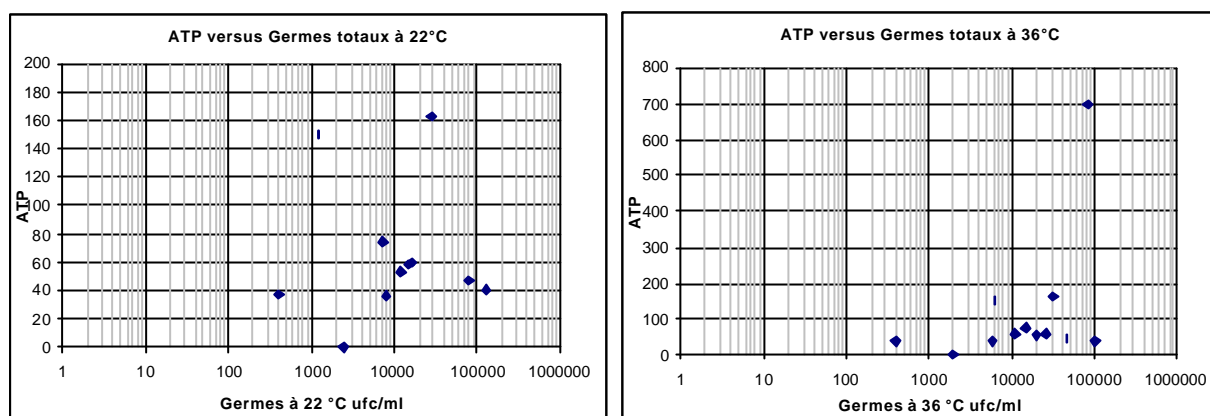 ATP versus Germes totaux à 22°C
200
180
160
140
120
100
80
60
40
20
0
ATP
1 10 100 1000 10000 100000 1000000
Germes à 22 °C ufc/ml
ATP versus Germes totaux à 36°C
800
700
600
500
400
300
200
100
0
ATP
1 10 100 1000 10000 100000 1000000
Germes à 36 °C ufc/ml